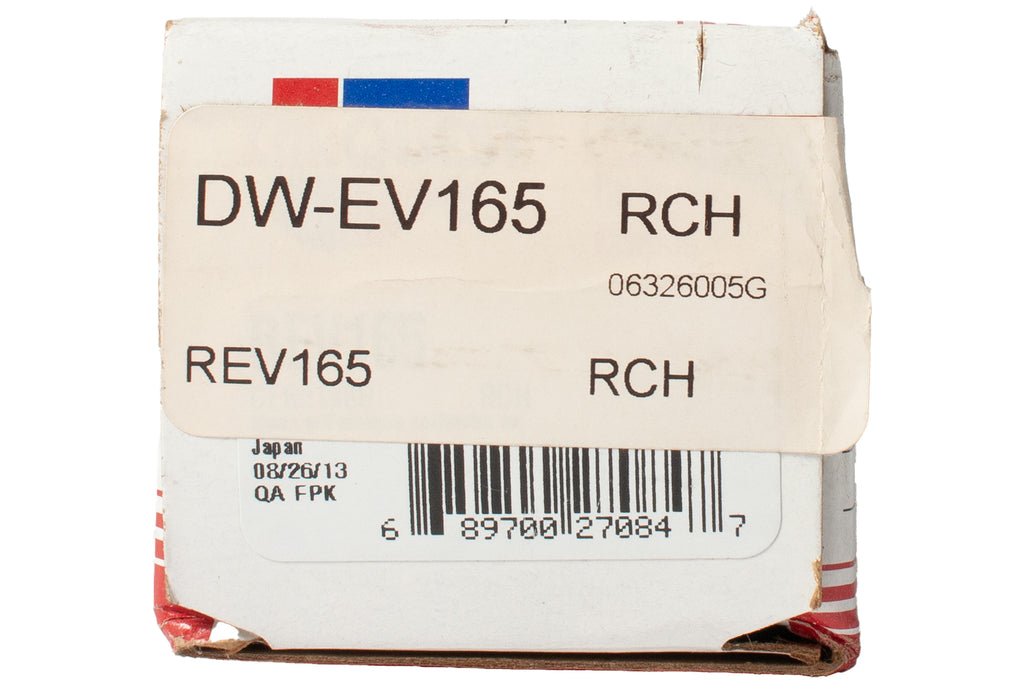 DW-EV165 RCH
06326005G
REV165 RCH
Japan
08/26/13
QA FPK
6 89700 27084 7